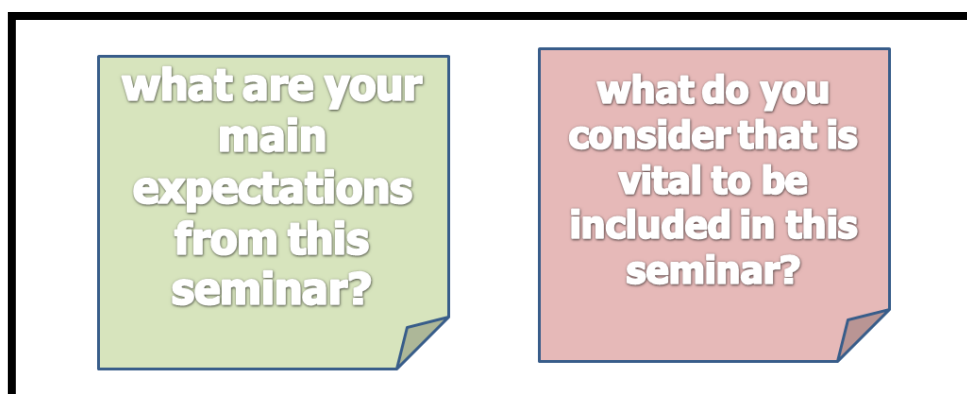 what are your
main
expectations
from this
seminar?
what do you
consider that is
vital to be
included in this
seminar?